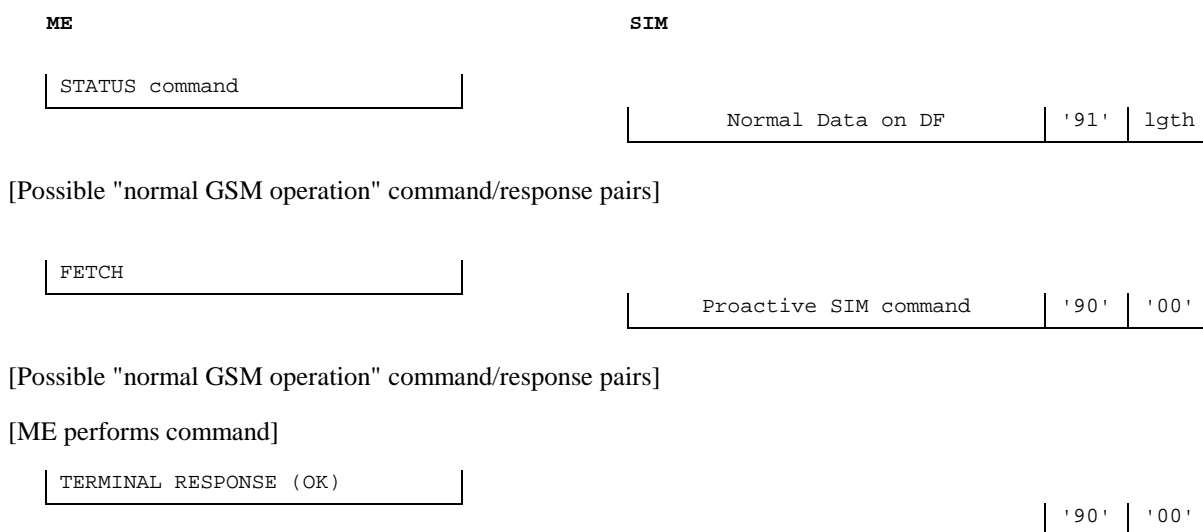 ME SIM
STATUS command
Normal Data on DF '91' lgth
[Possible "normal GSM operation" command/response pairs]
FETCH
Proactive SIM command '90' '00'
[Possible "normal GSM operation" command/response pairs]
[ME performs command]
TERMINAL RESPONSE (OK)
'90' '00'